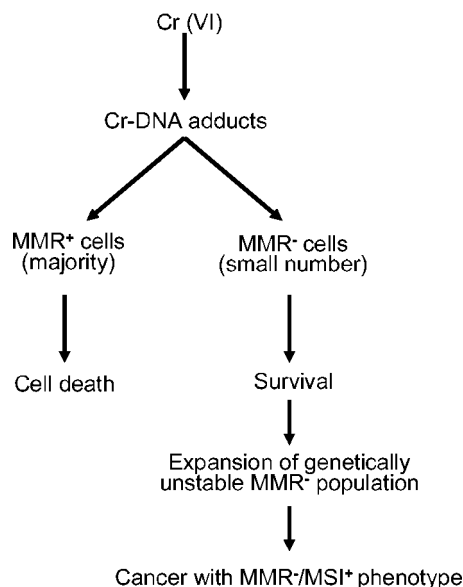 Cr (VI)
Cr-DNA adducts
MMR⁺ cells
(majority)
MMR⁻ cells
(small number)
Cell death
Survival
Expansion of genetically
unstable MMR⁻ population
Cancer with MMR⁻/MSI⁺ phenotype